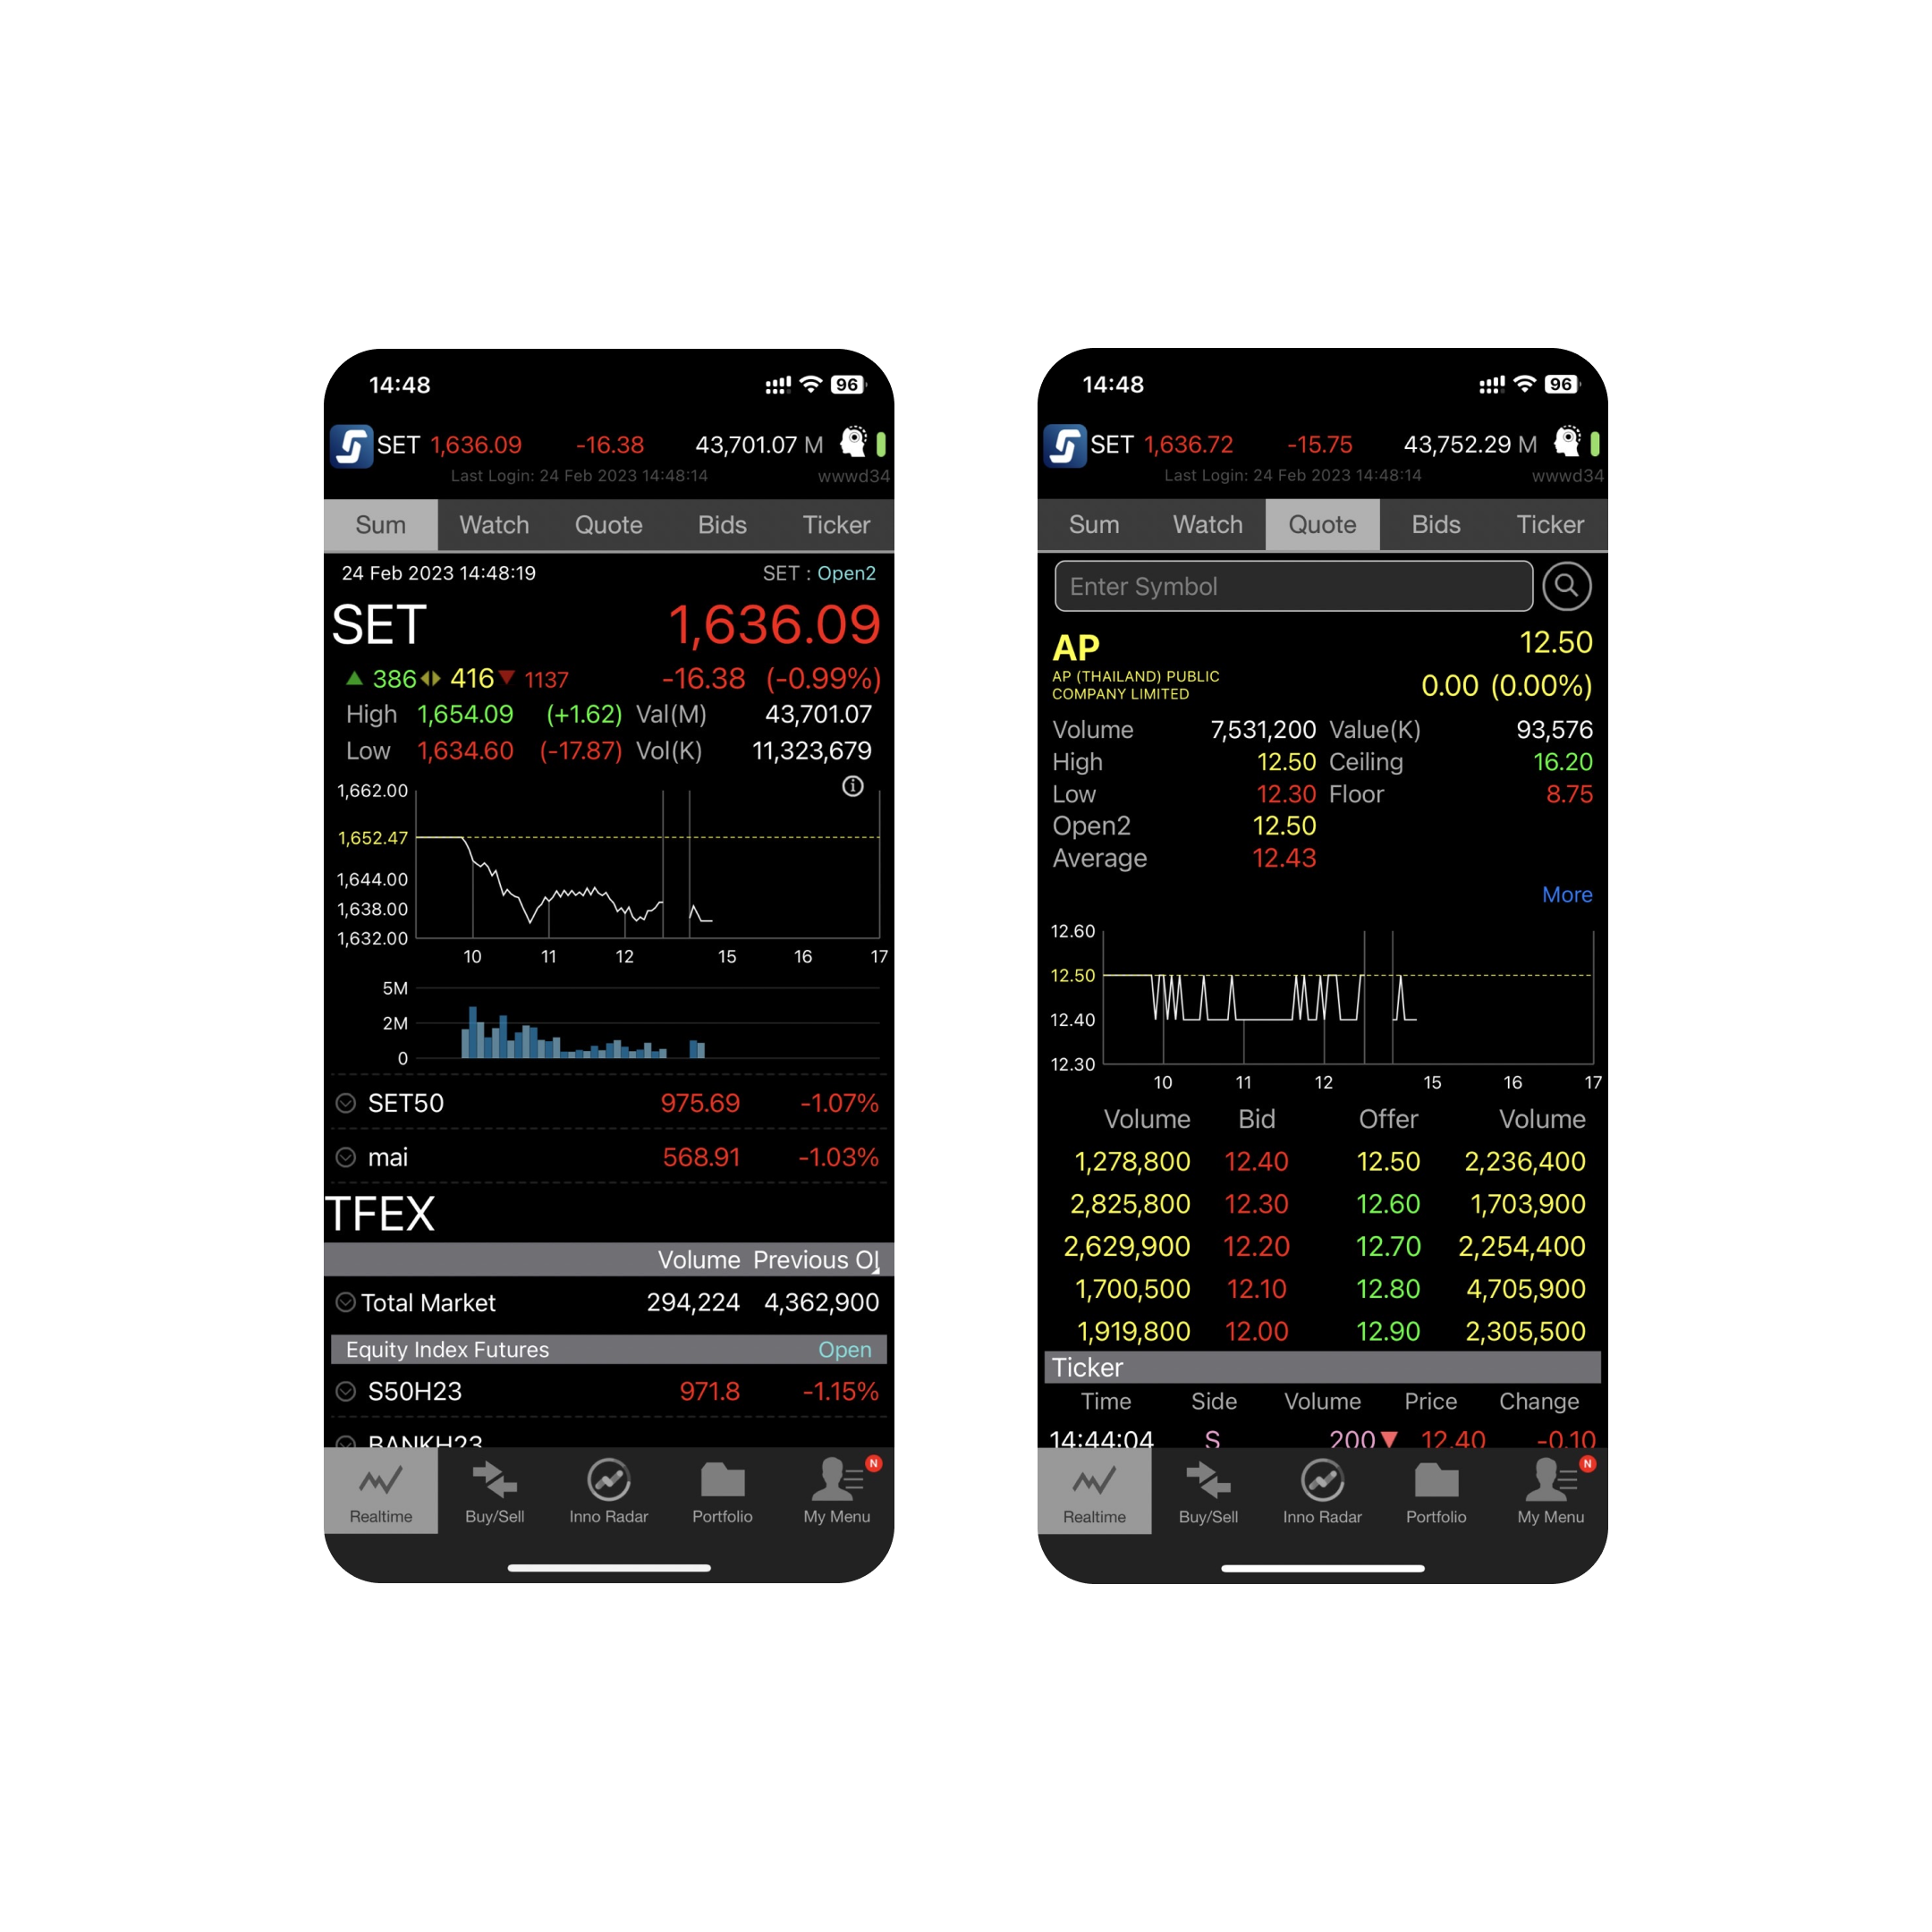 14:48 96
SET 1,636.09 -16.38 43,701.07 M
Last Login: 24 Feb 2023 14:48:14 wwwd34
Sum Watch Quote Bids Ticker
24 Feb 2023 14:48:19 SET : Open2
SET 1,636.09
386 416 1137 -16.38 (-0.99%)
High 1,654.09 (+1.62) Val(M) 43,701.07
Low 1,634.60 (-17.87) Vol(K) 11,323,679
1,662.00
1,652.47
1,644.00
1,638.00
1,632.00
10 11 12 15 16 17
5M
2M
0
SET50 975.69 -1.07%
mai 568.91 -1.03%
TFEX
Volume Previous OI
Total Market 294,224 4,362,900
Equity Index Futures Open
S50H23 971.8 -1.15%
BANKH23
N
Realtime Buy/Sell Inno Radar Portfolio My Menu
14:48 96
SET 1,636.72 -15.75 43,752.29 M
Last Login: 24 Feb 2023 14:48:14 wwwd34
Sum Watch Quote Bids Ticker
Enter Symbol
AP 12.50
AP (THAILAND) PUBLIC
COMPANY LIMITED 0.00 (0.00%)
Volume 7,531,200 Value(K) 93,576
High 12.50 Ceiling 16.20
Low 12.30 Floor 8.75
Open2 12.50
Average 12.43
More
12.60
12.50
12.40
12.30
10 11 12 15 16 17
Volume Bid Offer Volume
1,278,800 12.40 12.50 2,236,400
2,825,800 12.30 12.60 1,703,900
2,629,900 12.20 12.70 2,254,400
1,700,500 12.10 12.80 4,705,900
1,919,800 12.00 12.90 2,305,500
Ticker
Time Side Volume Price Change
14:44:04 S 200 12.40 -0.10
N
Realtime Buy/Sell Inno Radar Portfolio My Menu